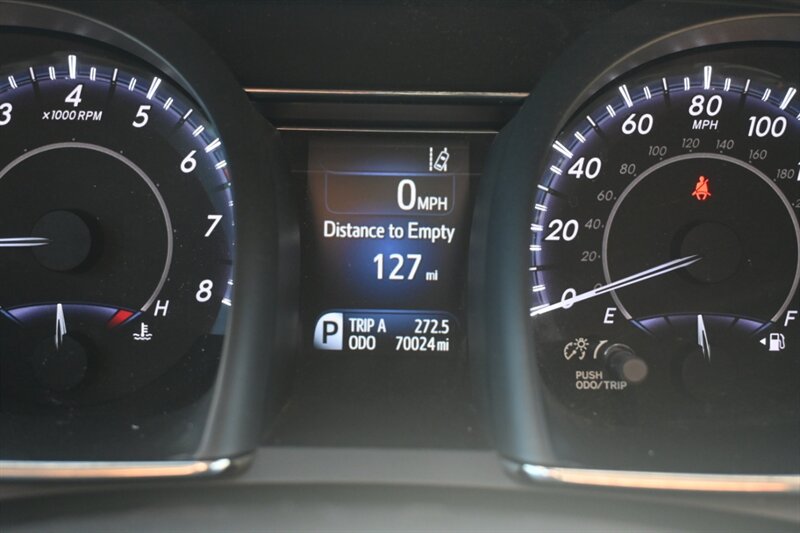 3
4
5
6
7
8
x1000 RPM
H
0 MPH
Distance to Empty
127 mi
P
TRIP A 272.5
ODO 70024 mi
0
20
40
60
80
100
MPH
20
40
60
80
100
120
140
160
180
E
F
PUSH
ODO/TRIP